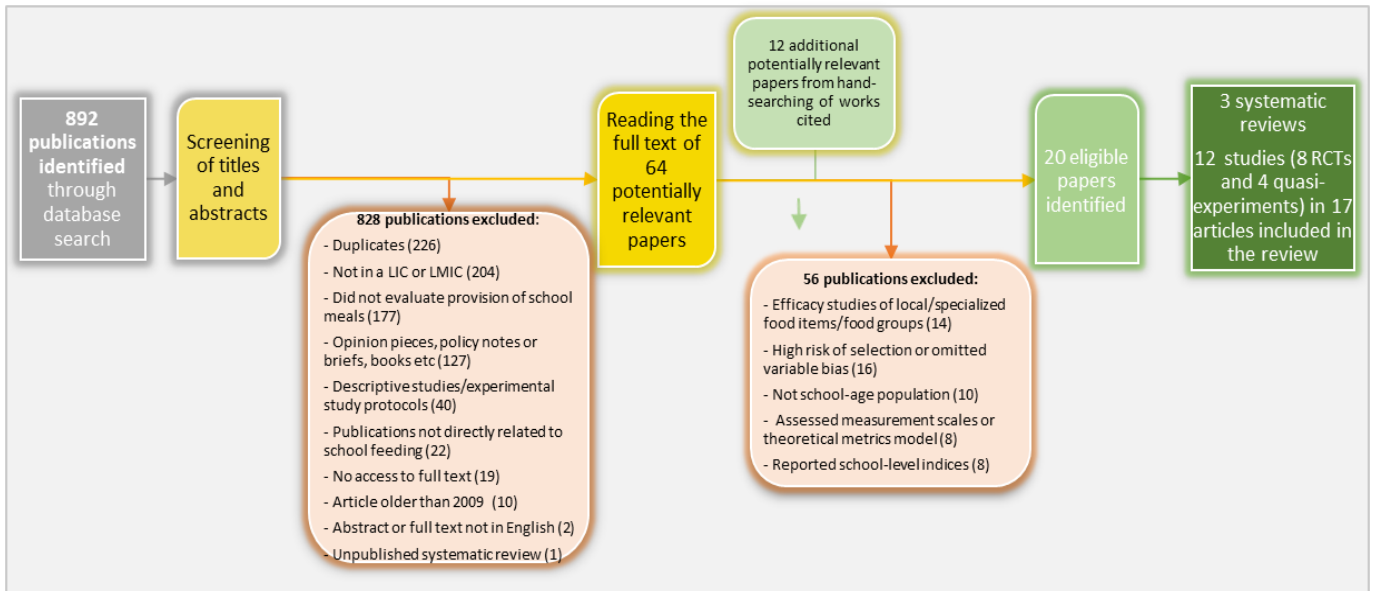 892
publications
identified
through
database
search
Screening
of titles
and
abstracts
828 publications excluded:
- Duplicates (226)
- Not in a LIC or LMIC (204)
- Did not evaluate provision of school
meals (177)
- Opinion pieces, policy notes or
briefs, books etc (127)
- Descriptive studies/experimental
study protocols (40)
- Publications not directly related to
school feeding (22)
- No access to full text (19)
- Article older than 2009 (10)
- Abstract or full text not in English (2)
- Unpublished systematic review (1)
Reading the
full text of
64
potentially
relevant
papers
12 additional
potentially relevant
papers from hand-
searching of works
cited
56 publications excluded:
- Efficacy studies of local/specialized
food items/food groups (14)
- High risk of selection or omitted
variable bias (16)
- Not school-age population (10)
- Assessed measurement scales or
theoretical metrics model (8)
- Reported school-level indices (8)
20 eligible
papers
identified
3 systematic
reviews
12 studies (8 RCTs
and 4 quasi-
experiments) in 17
articles included in
the review